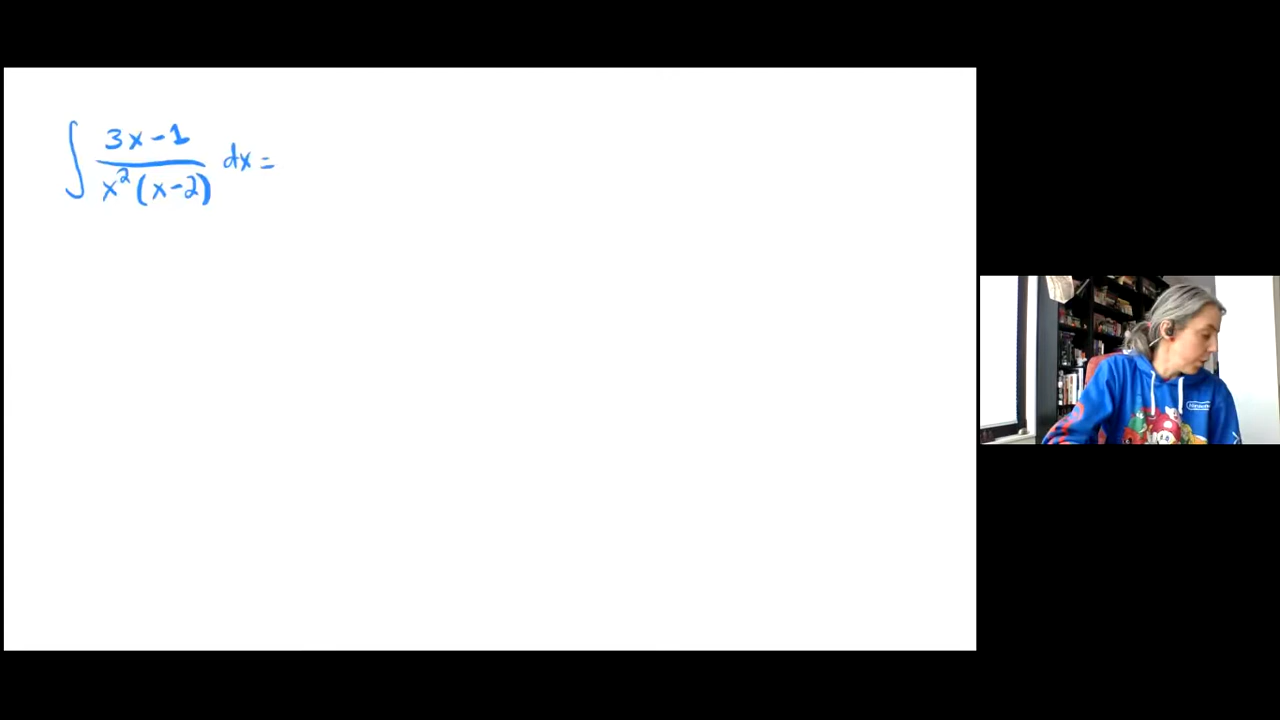 ∫ 3x-1 / x²(x-2) dx =